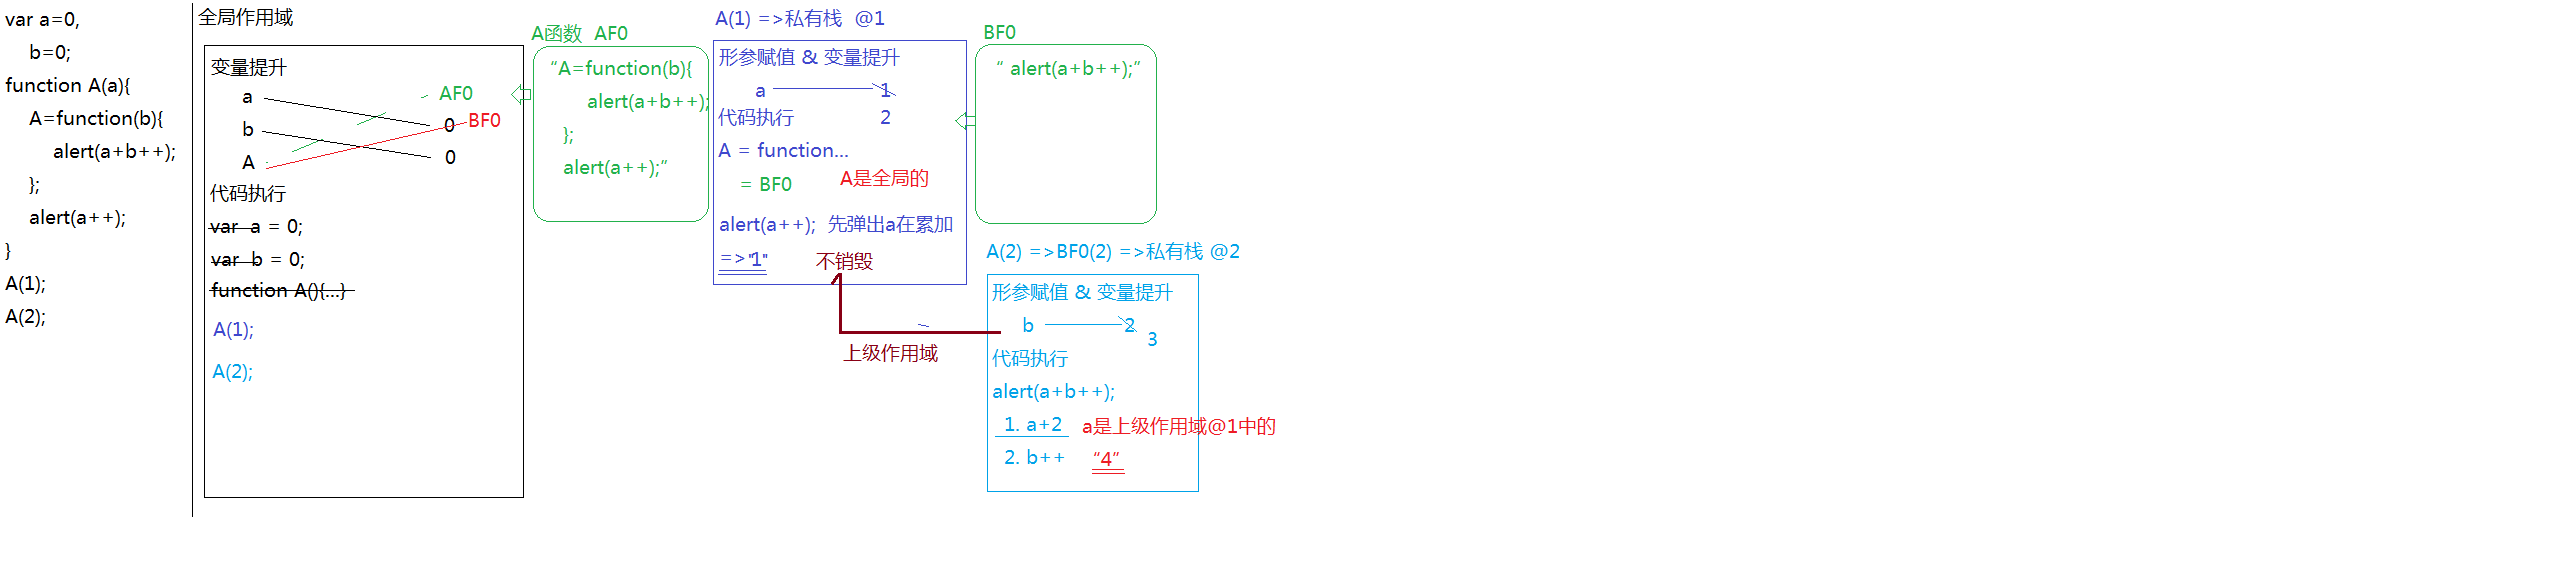 var a=0,
b=0;
function A(a){
A=function(b){
alert(a+b++);
};
alert(a++);
}
A(1);
A(2);
全局作用域
变量提升
a
b
A
AF0
0
BF0
0
代码执行
var a = 0;
var b = 0;
function A(){...}
A(1);
A(2);
A函数 AF0
“A=function(b){
alert(a+b++);
};
alert(a++);”
A(1) =>私有栈 @1
形参赋值 & 变量提升
a
1
代码执行
2
A = function...
= BF0
A是全局的
alert(a++); 先弹出a在累加
=>"1"
不销毁
上级作用域
BF0
“ alert(a+b++);”
A(2) =>BF0(2) =>私有栈 @2
形参赋值 & 变量提升
b
2
3
代码执行
alert(a+b++);
1. a+2
a是上级作用域@1中的
2. b++
“4”